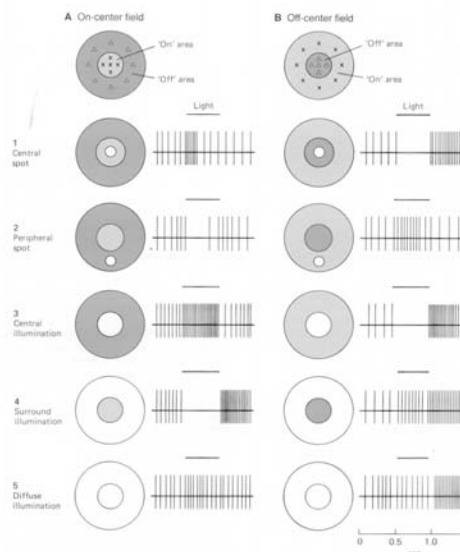 A On-center field
B Off-center field
'On' area
'Off' area
'Off' area
'On' area
Light
Light
1
Central
spot
2
Peripheral
spot
3
Central
illumination
4
Surround
illumination
5
Diffuse
illumination
0 0.5 1.0